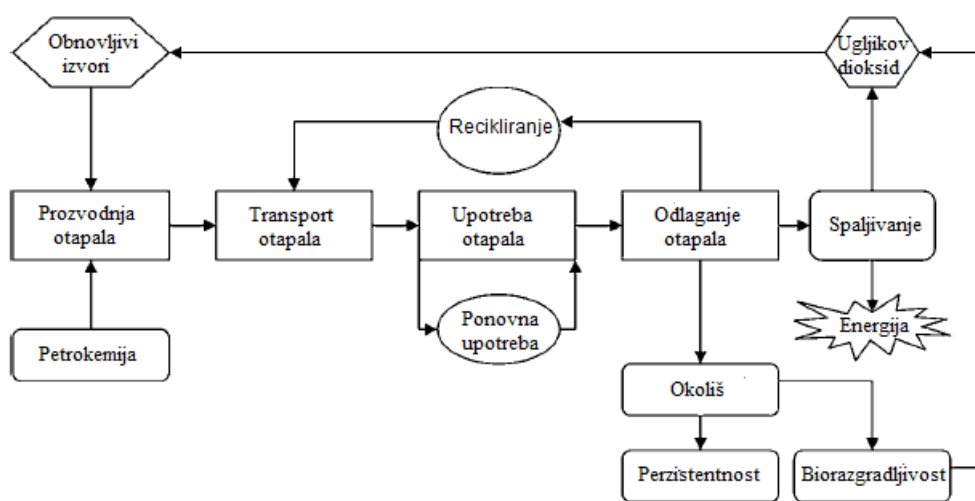 Obnovljivi
izvori
Ugljikov
dioksid
Recikliranje
Prozvodnja
otapala
Transport
otapala
Upotreba
otapala
Odlaganje
otapala
Spaljivanje
Ponovna
upotreba
Energija
Petrokemija
Okoliš
Perzistentnost
Biorazgradljivost